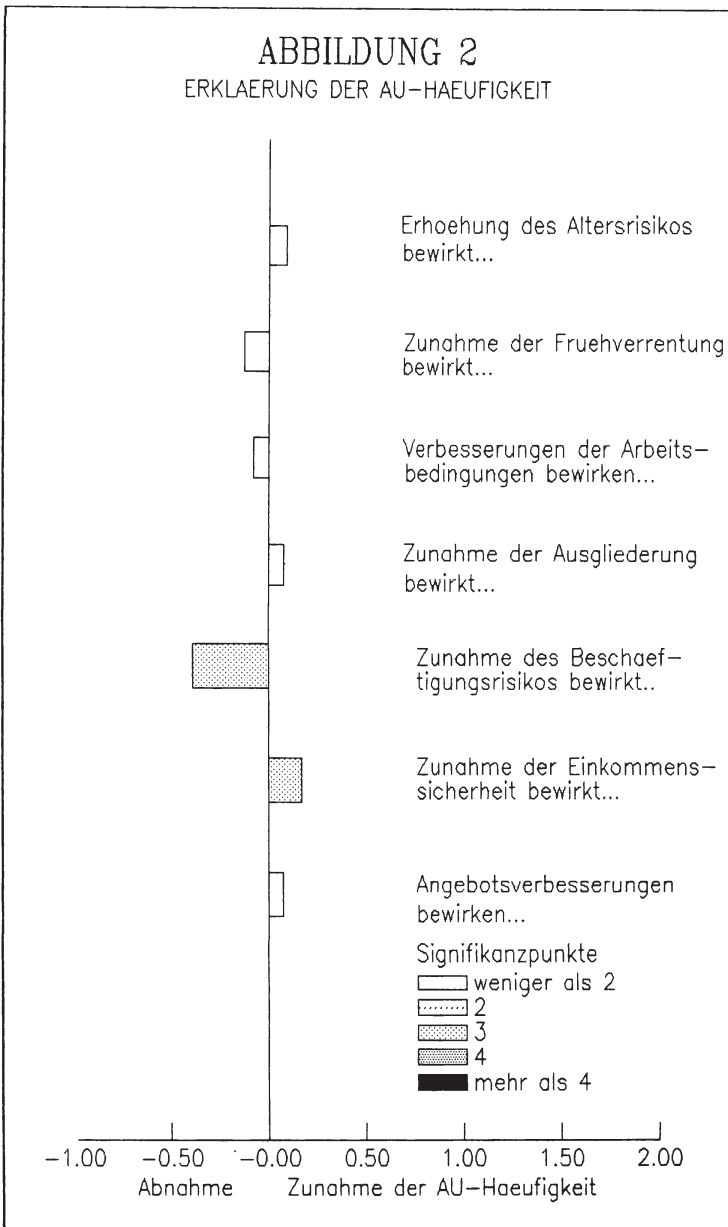 ABBILDUNG 2
ERKLAERUNG DER AU-HAEUFIGKEIT
Erhoehung des Altersrisikos
bewirkt...
Zunahme der Fruehverrentung
bewirkt...
Verbesserungen der Arbeits-
bedingungen bewirken...
Zunahme der Ausgliederung
bewirkt...
Zunahme des Beschaef-
tigungsrisikos bewirkt..
Zunahme der Einkommens-
sicherheit bewirkt...
Angebotsverbesserungen
bewirken...
Signifikanzpunkte
weniger als 2
2
3
4
mehr als 4
-1.00 -0.50 -0.00 0.50 1.00 1.50 2.00
Abnahme Zunahme der AU-Haeufigkeit